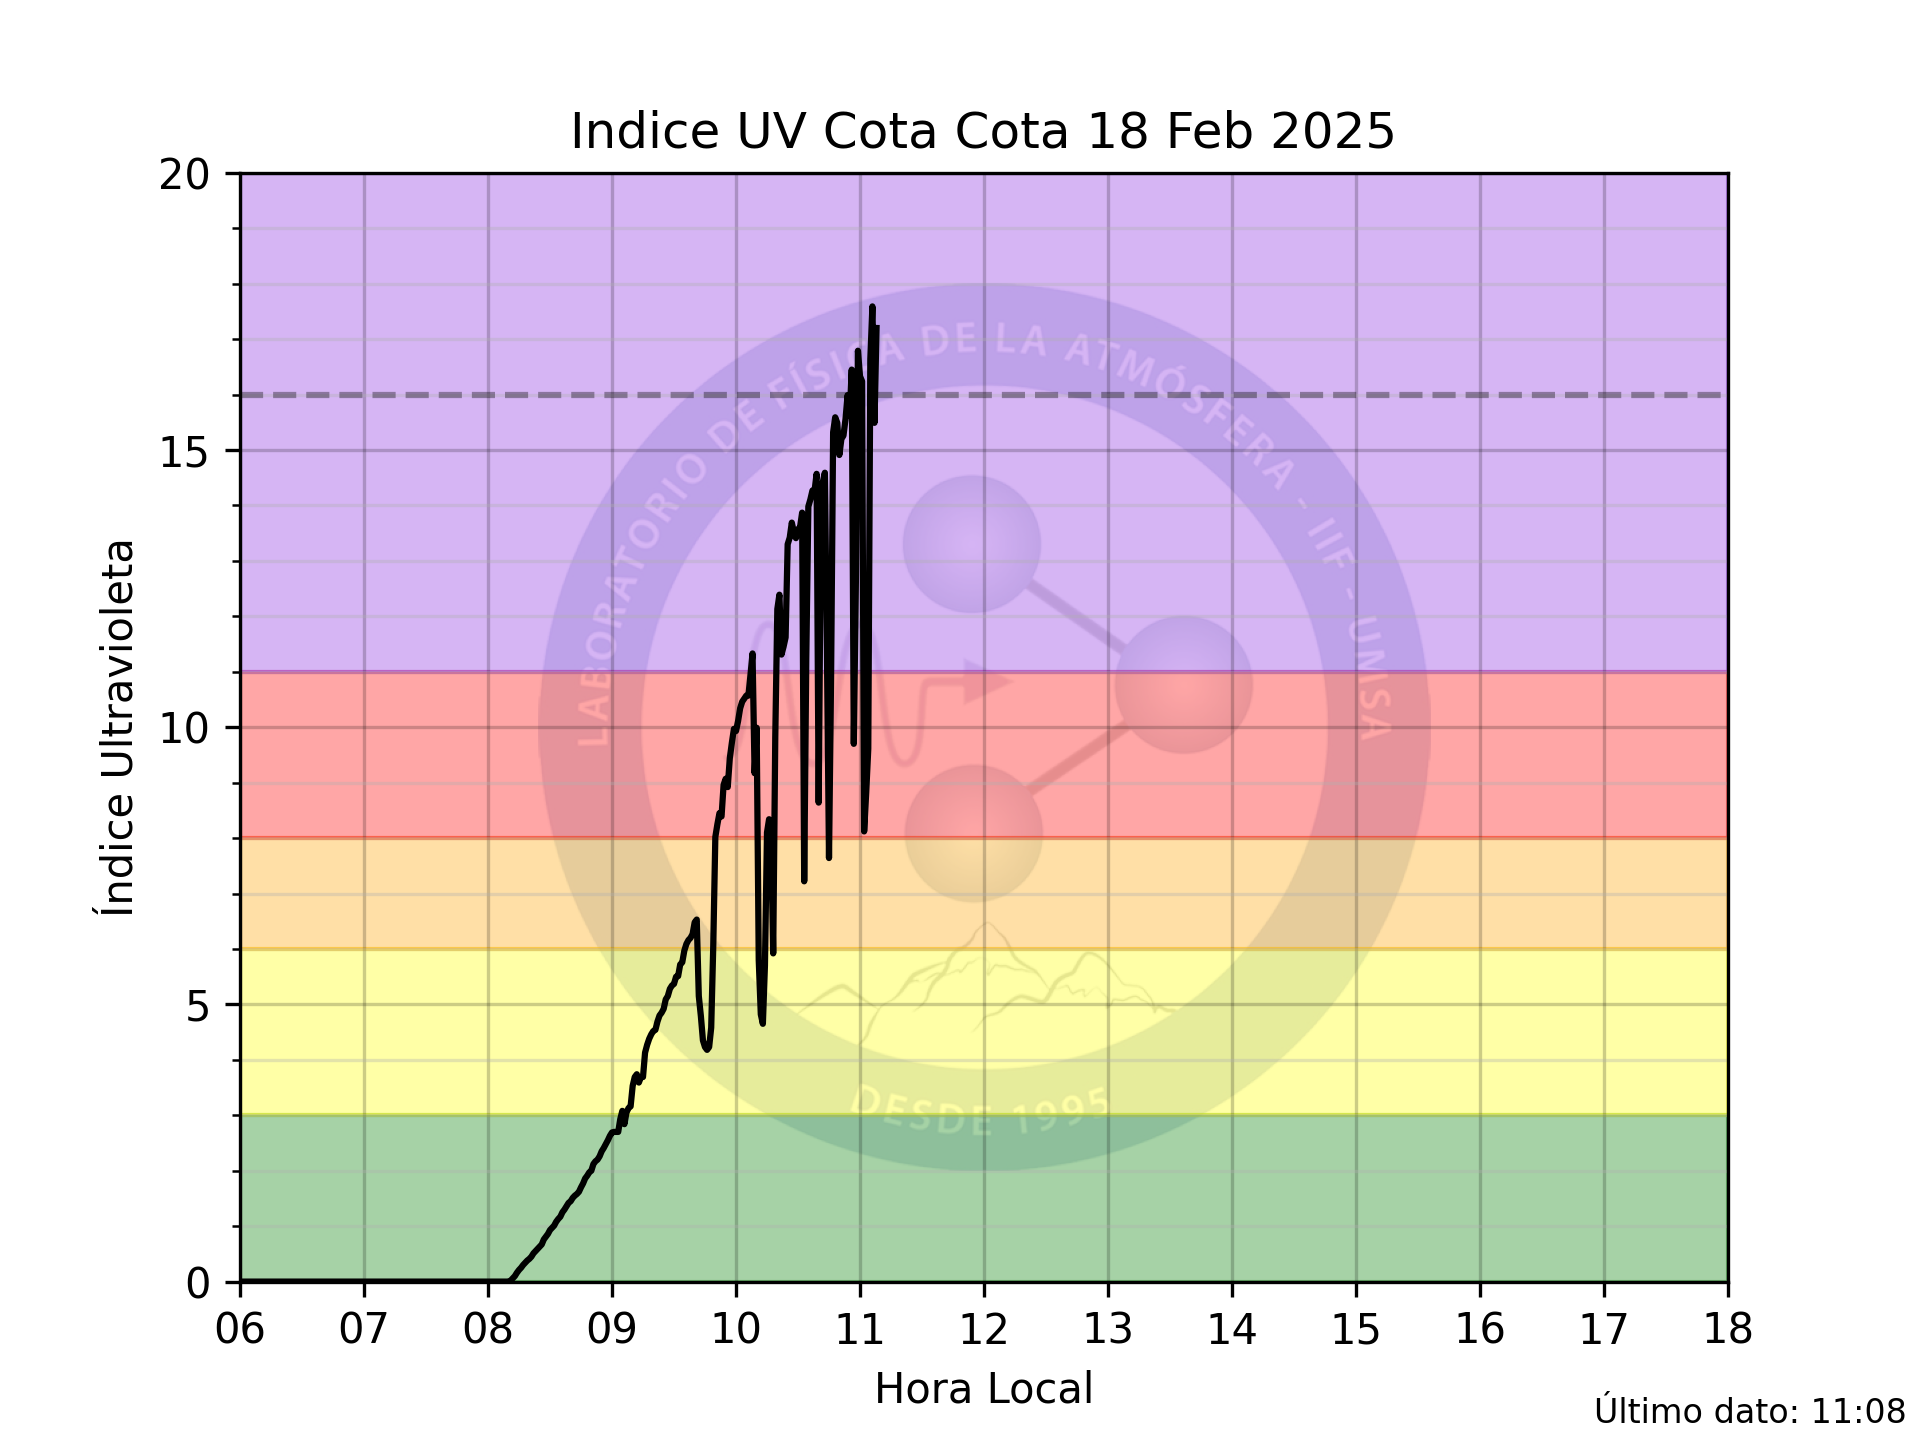 Indice UV Cota Cota 18 Feb 2025
20
15
10
5
0
Índice Ultravioleta
LABORATORIO DE FÍSICA DE LA ATMÓSFERA - IIF - UMSA
DESDE 1995
06 07 08 09 10 11 12 13 14 15 16 17 18
Hora Local
Último dato: 11:08